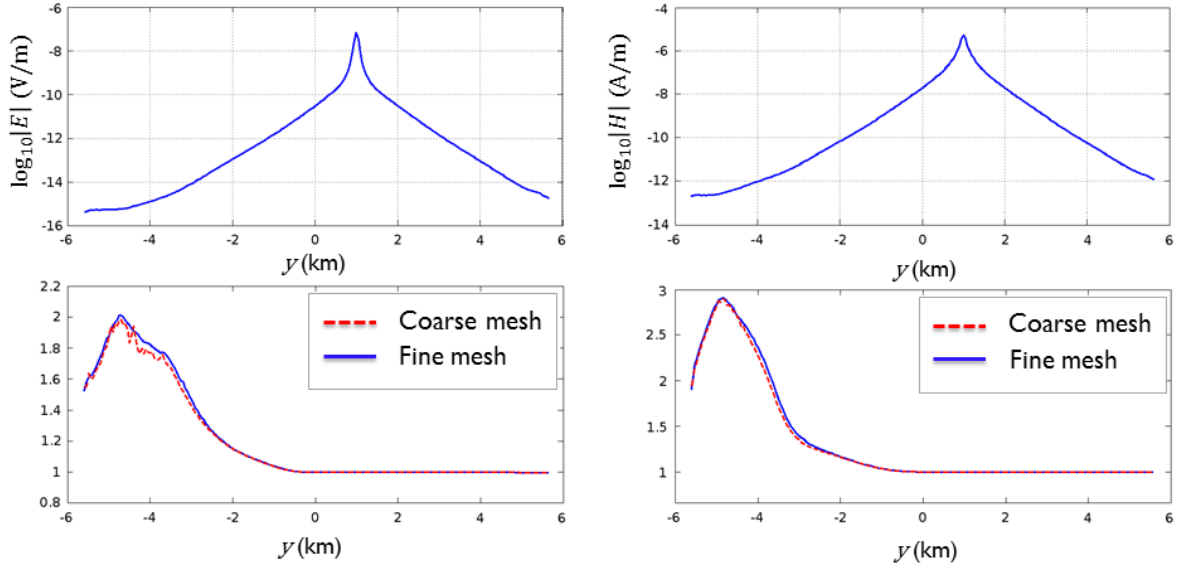 log₁₀|E| (V/m)
-6
-8
-10
-12
-14
-16
-6 -4 -2 0 2 4 6
y (km)
log₁₀|H| (A/m)
-4
-6
-8
-10
-12
-14
-6 -4 -2 0 2 4 6
y (km)
2.2
2
1.8
1.6
1.4
1.2
1
0.8
Coarse mesh
Fine mesh
-6 -4 -2 0 2 4 6
y (km)
3
2.5
2
1.5
1
Coarse mesh
Fine mesh
-6 -4 -2 0 2 4 6
y (km)